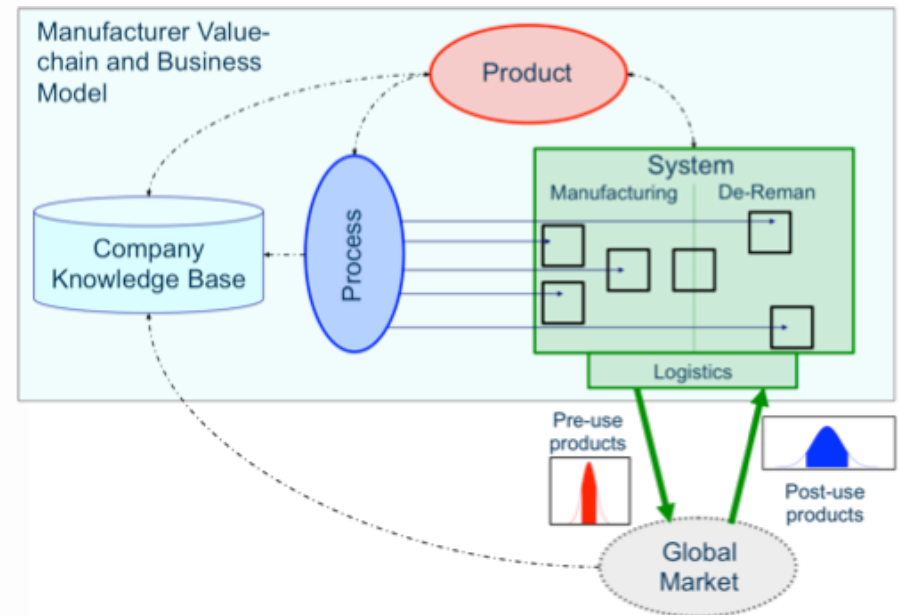 Manufacturer Value-
chain and Business
Model
Product
System
Manufacturing
De-Reman
Process
Company
Knowledge Base
Logistics
Pre-use
products
Post-use
products
Global
Market